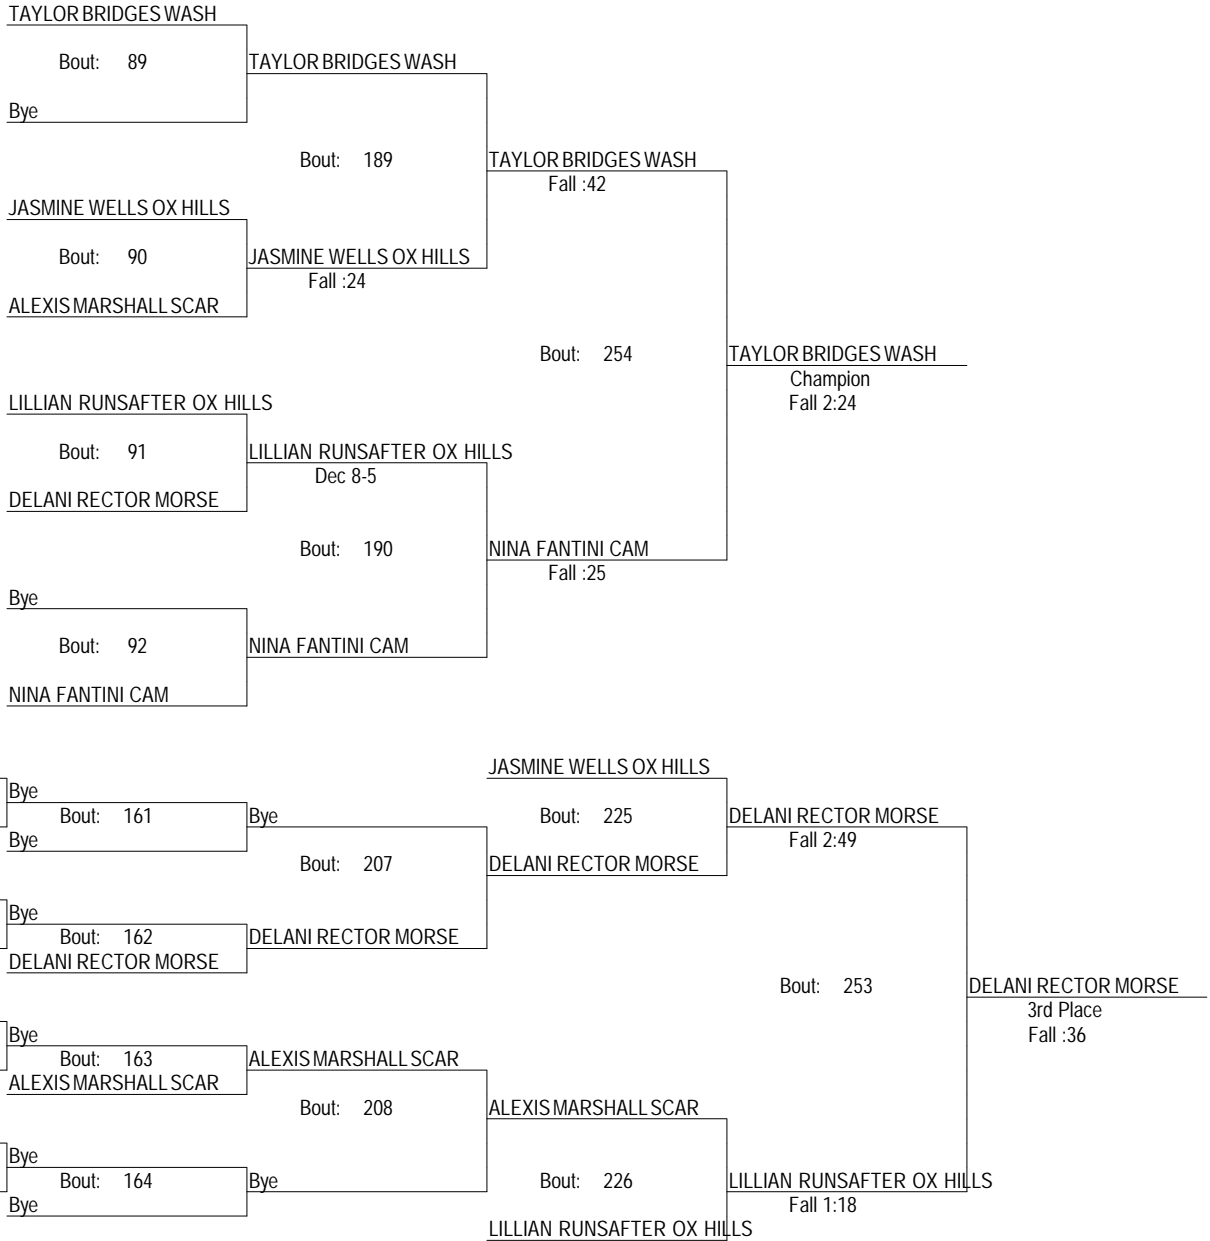 TAYLOR BRIDGES WASH
Bout: 89 TAYLOR BRIDGES WASH
Bye
Bout: 189 TAYLOR BRIDGES WASH
Fall :42
JASMINE WELLS OX HILLS
Bout: 90 JASMINE WELLS OX HILLS
Fall :24
ALEXIS MARSHALL SCAR
Bout: 254 TAYLOR BRIDGES WASH
Champion
LILLIAN RUNSAFTER OX HILLS Fall 2:24
Bout: 91 LILLIAN RUNSAFTER OX HILLS
Dec 8-5
DELANI RECTOR MORSE
Bout: 190 NINA FANTINI CAM
Fall :25
Bye
Bout: 92 NINA FANTINI CAM
NINA FANTINI CAM
JASMINE WELLS OX HILLS
Bye
Bout: 161 Bye Bout: 225 DELANI RECTOR MORSE
Bye Fall 2:49
Bout: 207 DELANI RECTOR MORSE
Bye
Bout: 162 DELANI RECTOR MORSE
DELANI RECTOR MORSE
Bout: 253 DELANI RECTOR MORSE
3rd Place
Bye Fall :36
Bout: 163 ALEXIS MARSHALL SCAR
ALEXIS MARSHALL SCAR
Bout: 208 ALEXIS MARSHALL SCAR
Bye
Bout: 164 Bye Bout: 226 LILLIAN RUNSAFTER OX HILLS
Bye Fall 1:18
LILLIAN RUNSAFTER OX HILLS